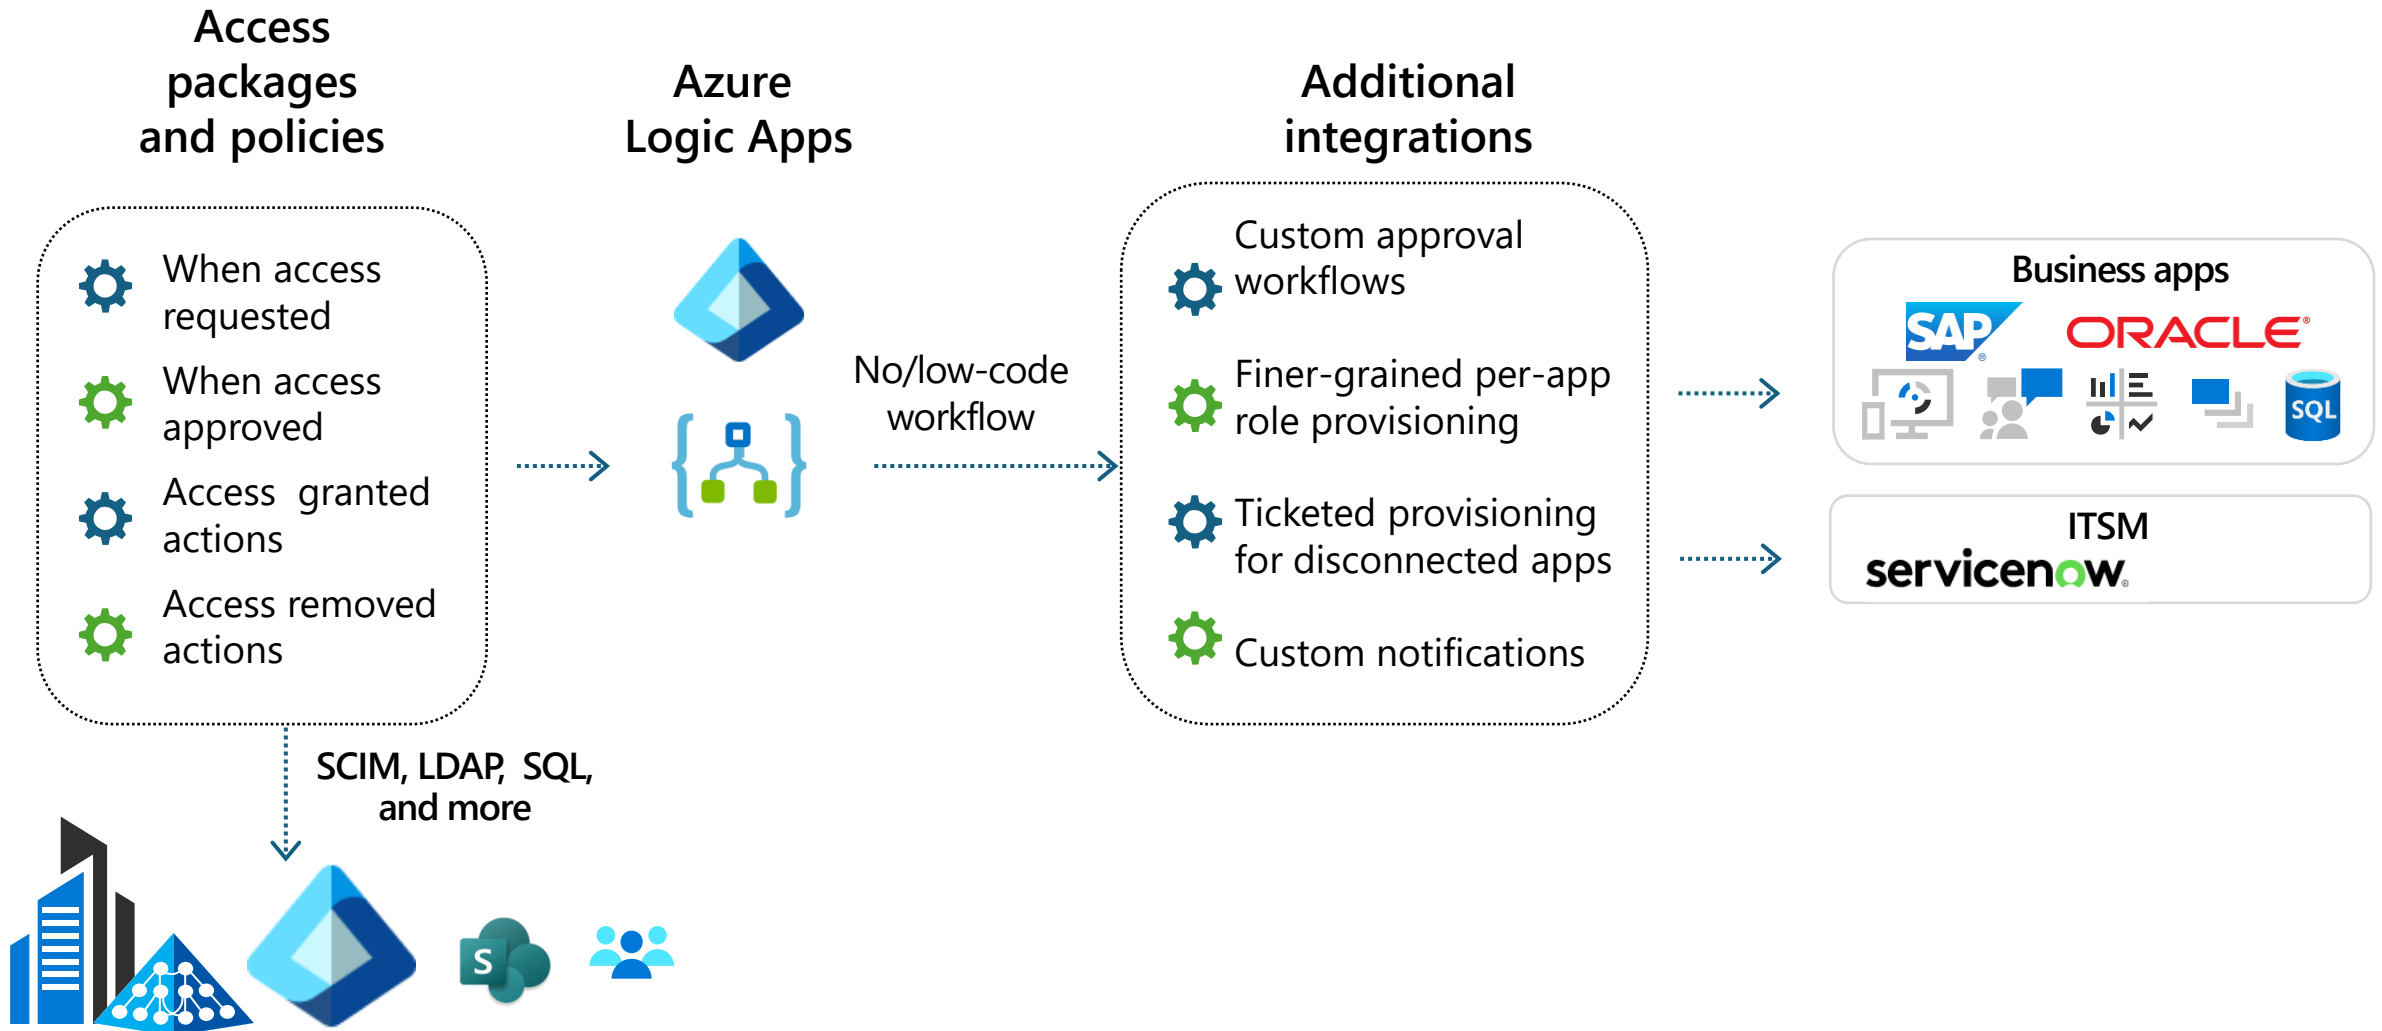 Access
packages
and policies
When access
requested
When access
approved
Access  granted
actions
Access removed
actions
SCIM, LDAP,  SQL,
and more
S
Azure
Logic Apps
No/low-code
workflow
Additional
integrations
Custom approval
workflows
Finer-grained per-app
role provisioning
Ticketed provisioning
for disconnected apps
Custom notifications
Business apps
SAP®
ORACLE®
SQL
ITSM
servicenow®